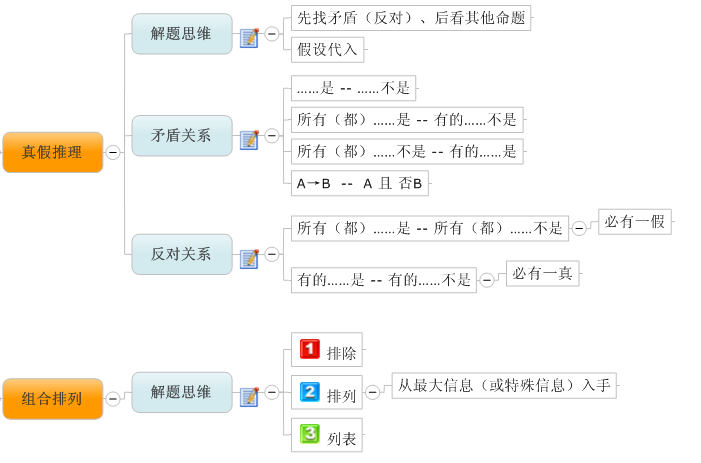 真假推理
解题思维
先找矛盾（反对）、后看其他命题
假设代入
矛盾关系
……是 -- ……不是
所有（都）……是 -- 有的……不是
所有（都）……不是 -- 有的……是
A→B -- A 且 否B
反对关系
所有（都）……是 -- 所有（都）……不是
必有一假
有的……是 -- 有的……不是
必有一真
组合排列
解题思维
1 排除
2 排列
从最大信息（或特殊信息）入手
3 列表